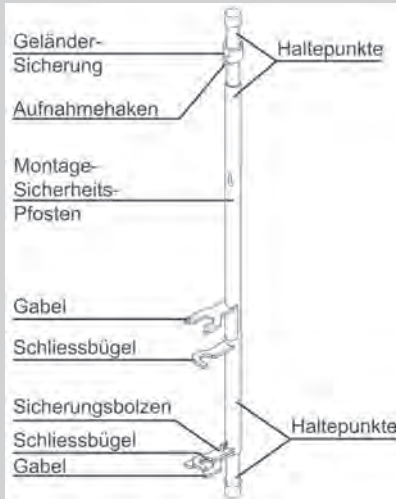 Geländer-
Sicherung
Haltepunkte
Aufnahmehaken
Montage-
Sicherheits-
Pfosten
Gabel
Schliessbügel
Sicherungsbolzen
Schliessbügel
Haltepunkte
Gabel